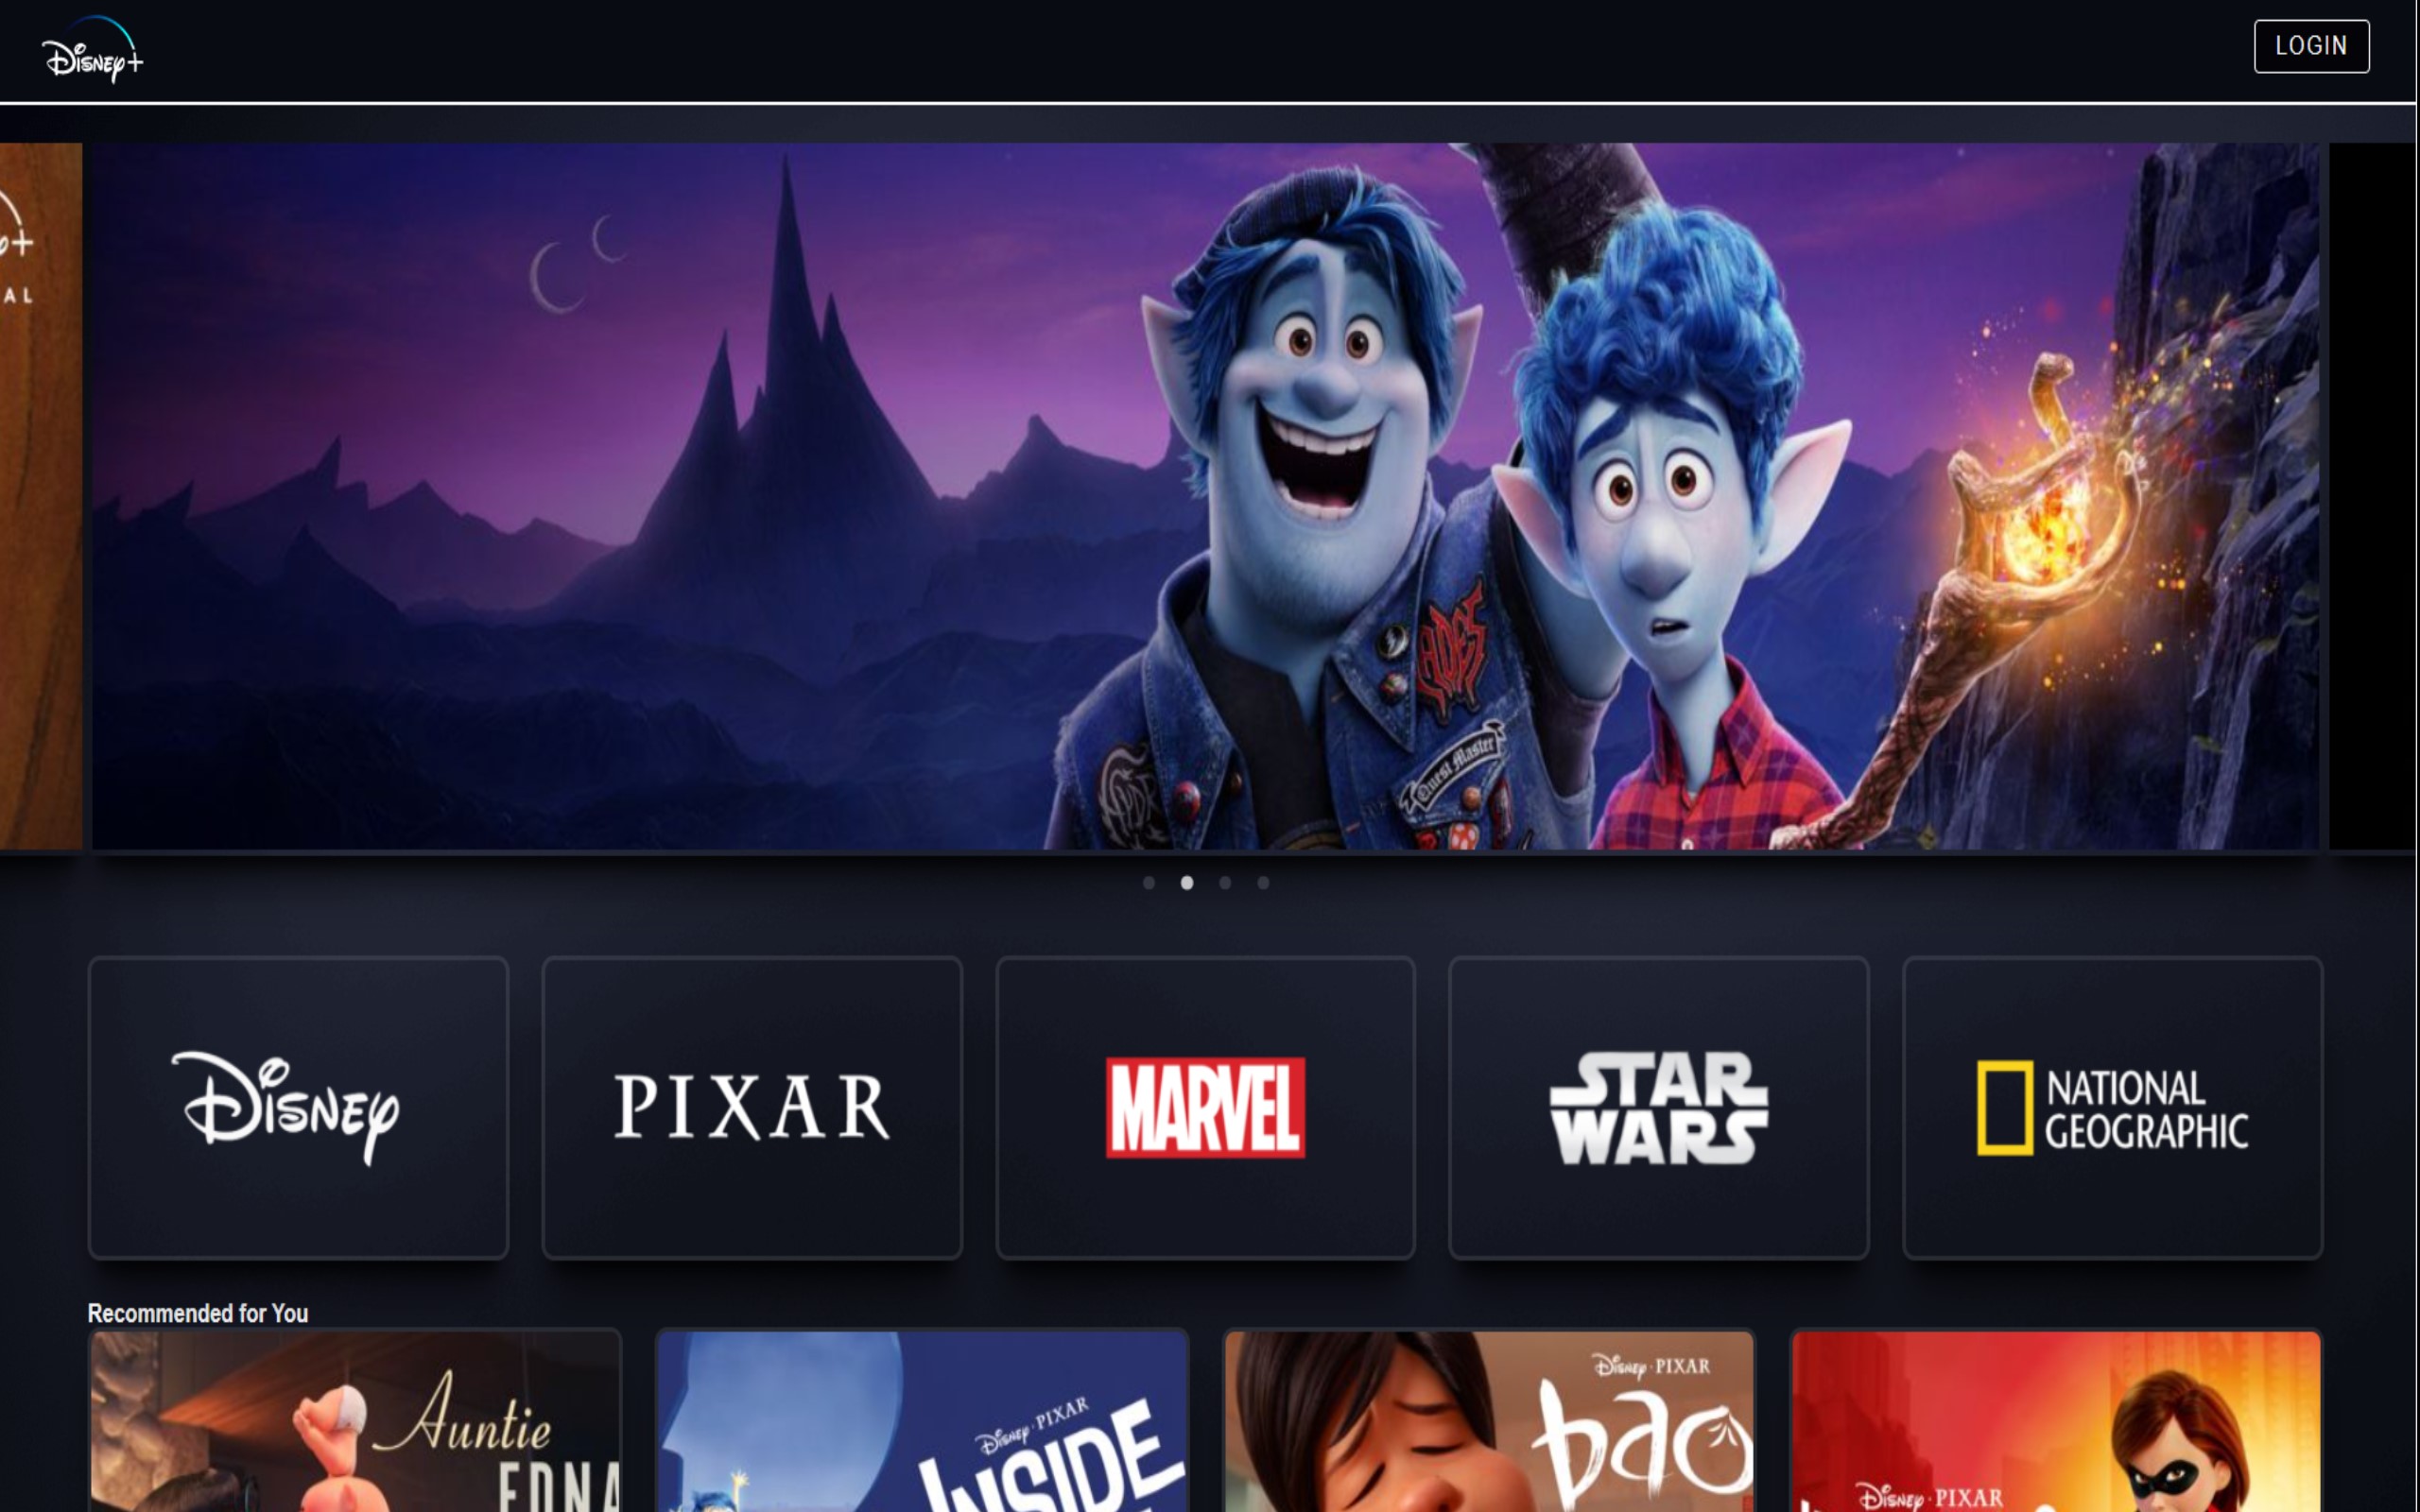 Disney+
LOGIN
AL
Quest Master
Disney
PIXAR
MARVEL
STAR
WARS
NATIONAL
GEOGRAPHIC
Recommended for You
Auntie
EDNA
Disney · PIXAR
INSIDE
Disney · PIXAR
bao
Disney · PIXAR